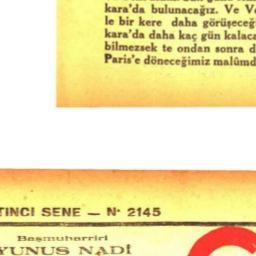 kara'da bulunacağız. Ve
le bir kere daha görüşeceğ
kara'da daha kaç gün kalaca
bilmezsek te ondan sonra d
Paris'e döneceğimiz malûmd
TINCI SENE — N· 2145
Başmuharriri
YUNUS NADİ